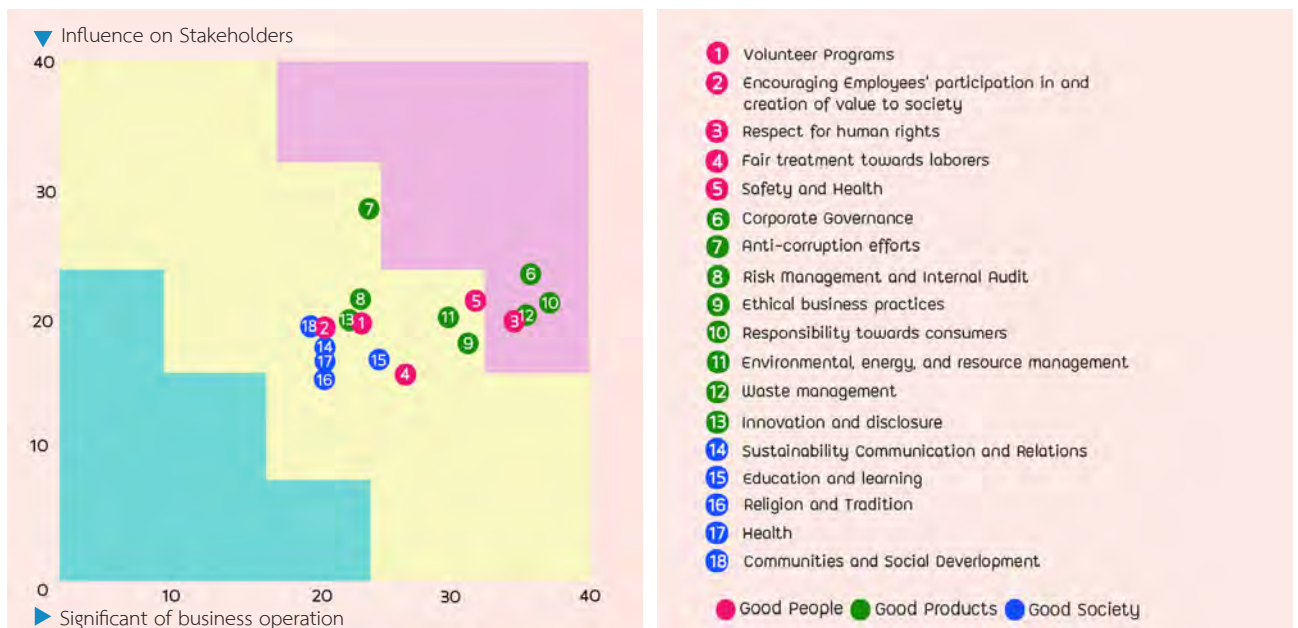 Influence on Stakeholders
40
30
20
10
0
10
20
30
40
7
6
10
5
8
12
3
11
13
1
18
2
9
14
17
15
4
16
Significant of business operation
1 Volunteer Programs
2 Encouraging Employees' participation in and
creation of value to society
3 Respect for human rights
4 Fair treatment towards laborers
5 Safety and Health
6 Corporate Governance
7 Anti-corruption efforts
8 Risk Management and Internal Audit
9 Ethical business practices
10 Responsibility towards consumers
11 Environmental, energy, and resource management
12 Waste management
13 Innovation and disclosure
14 Sustainability Communication and Relations
15 Education and learning
16 Religion and Tradition
17 Health
18 Communities and Social Deverlopment
Good People Good Products Good Society